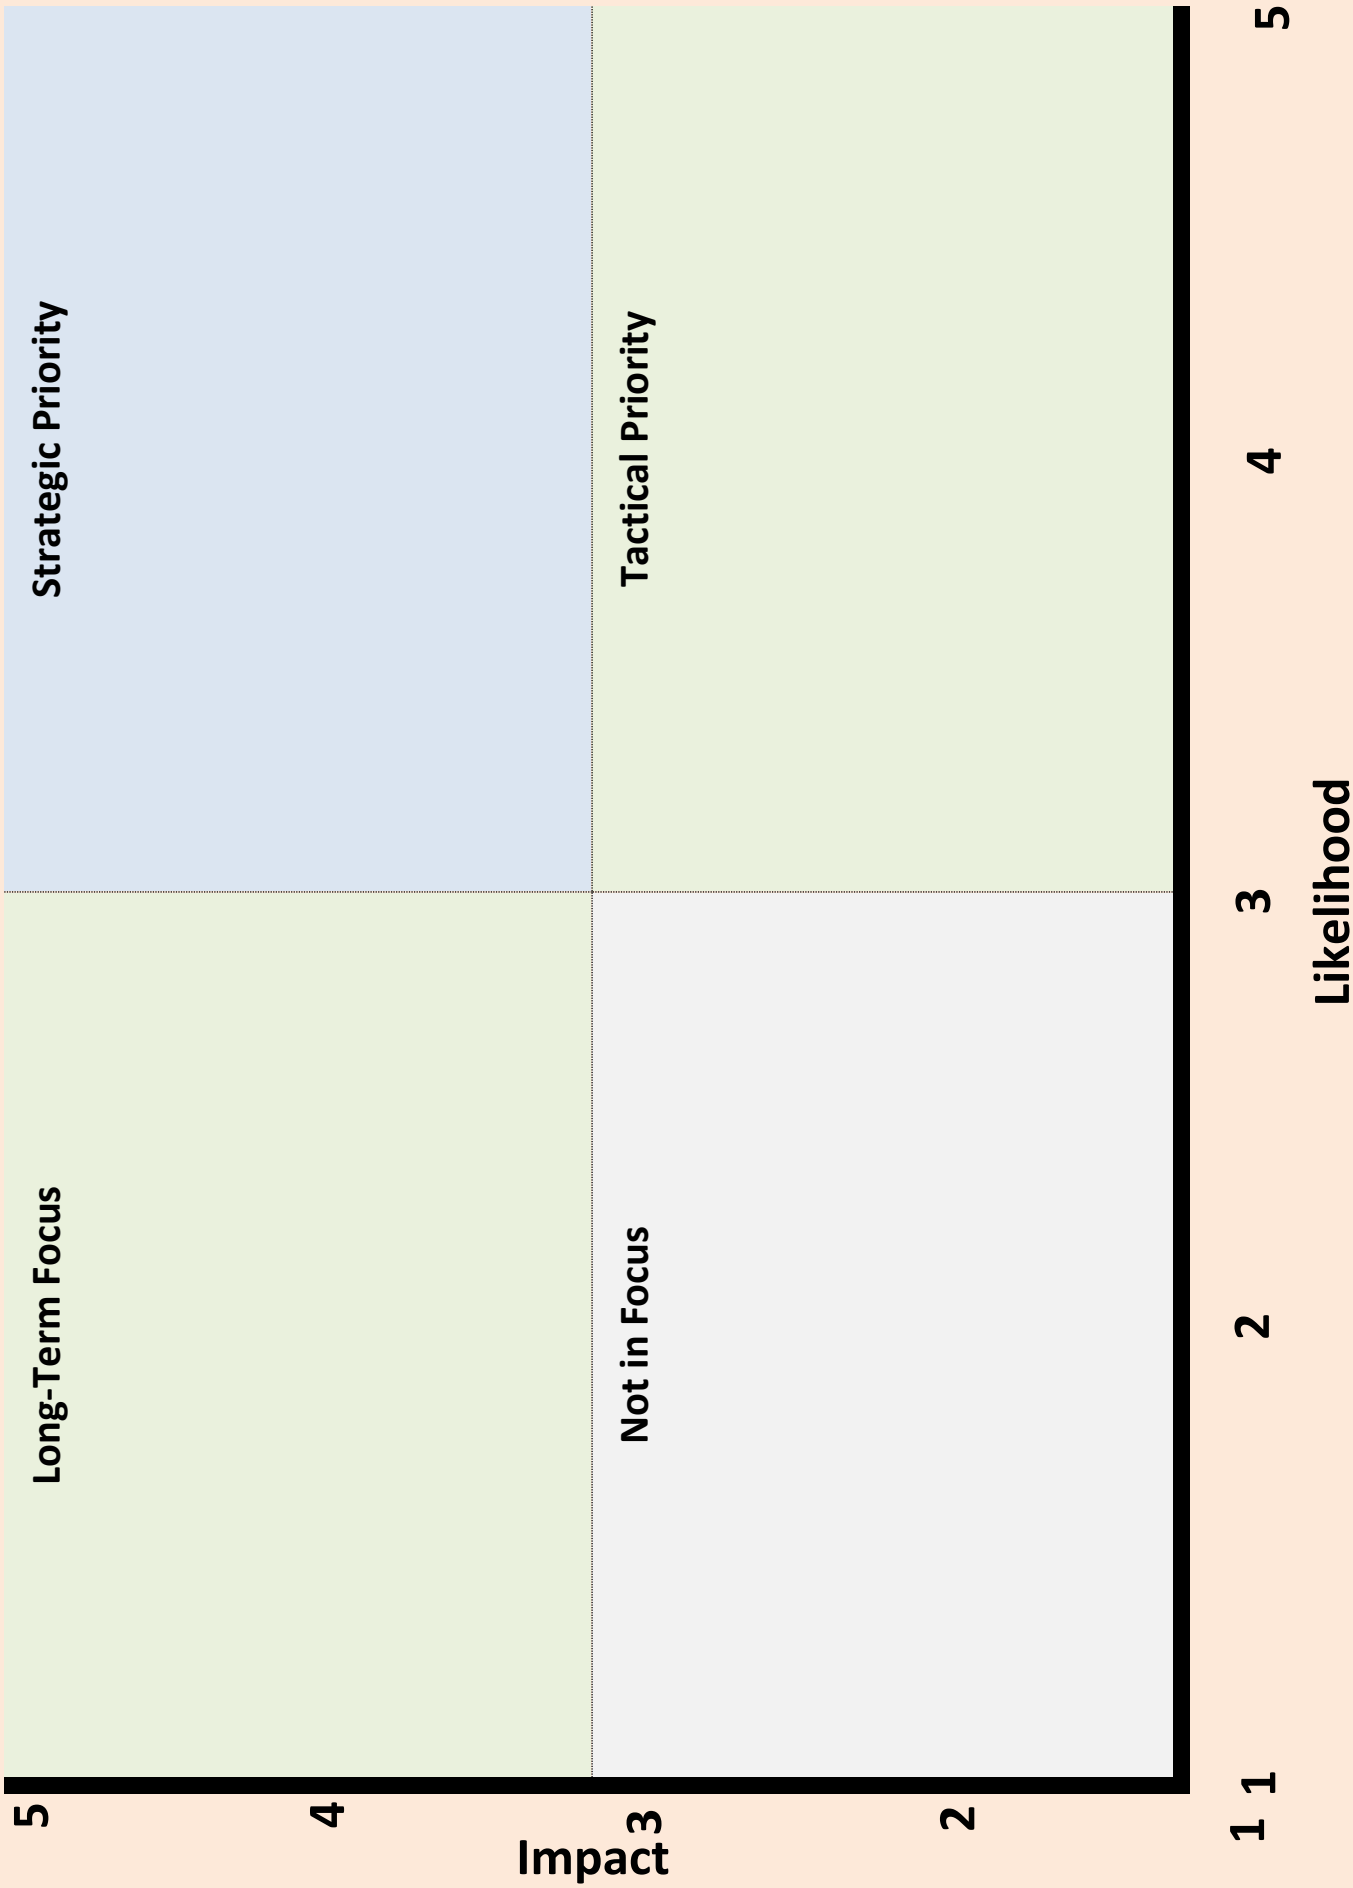 5
Long-Term Focus
Strategic Priority
4
3
Not in Focus
Tactical Priority
2
1
1
2
3
4
5
Impact
Likelihood